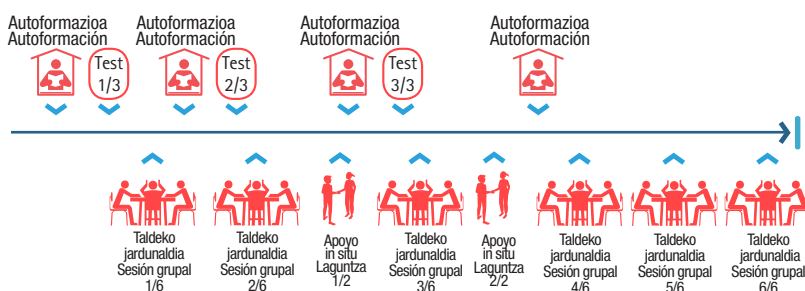 Autoformazioa
Autoformación
Test
1/3
Autoformazioa
Autoformación
Test
2/3
Autoformazioa
Autoformación
Test
3/3
Autoformazioa
Autoformación
Taldeko
jardunaldia
Sesión grupal
1/6
Taldeko
jardunaldia
Sesión grupal
2/6
Apoyo
in situ
Laguntza
1/2
Taldeko
jardunaldia
Sesión grupal
3/6
Apoyo
in situ
Laguntza
2/2
Taldeko
jardunaldia
Sesión grupal
4/6
Taldeko
jardunaldia
Sesión grupal
5/6
Taldeko
jardunaldia
Sesión grupal
6/6